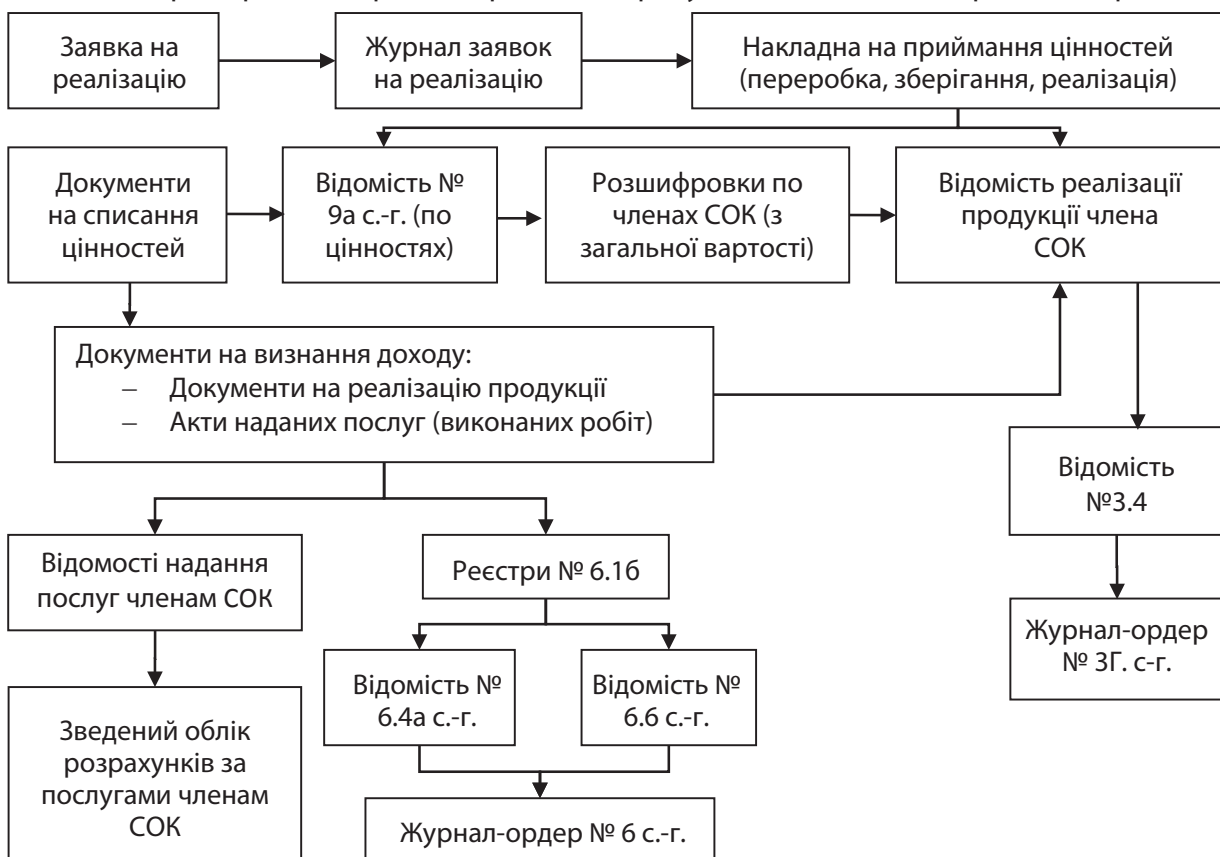 Заявка на
реалізацію
Журнал заявок
на реалізацію
Накладна на приймання цінностей
(переробка, зберігання, реалізація)
Документи
на списання
цінностей
Відомість №
9а с.-г. (по
цінностях)
Розшифровки по
членах СОК (з
загальної вартості)
Відомість реалізації
продукції члена
СОК
Документи на визнання доходу:
– Документи на реалізацію продукції
– Акти наданих послуг (виконаних робіт)
Відомість
№3.4
Відомості надання
послуг членам СОК
Реєстри № 6.1б
Журнал-ордер
№ 3Г. с-г.
Відомість №
6.4а с.-г.
Відомість №
6.6 с.-г.
Зведений облік
розрахунків за
послугами членам
СОК
Журнал-ордер № 6 с.-г.